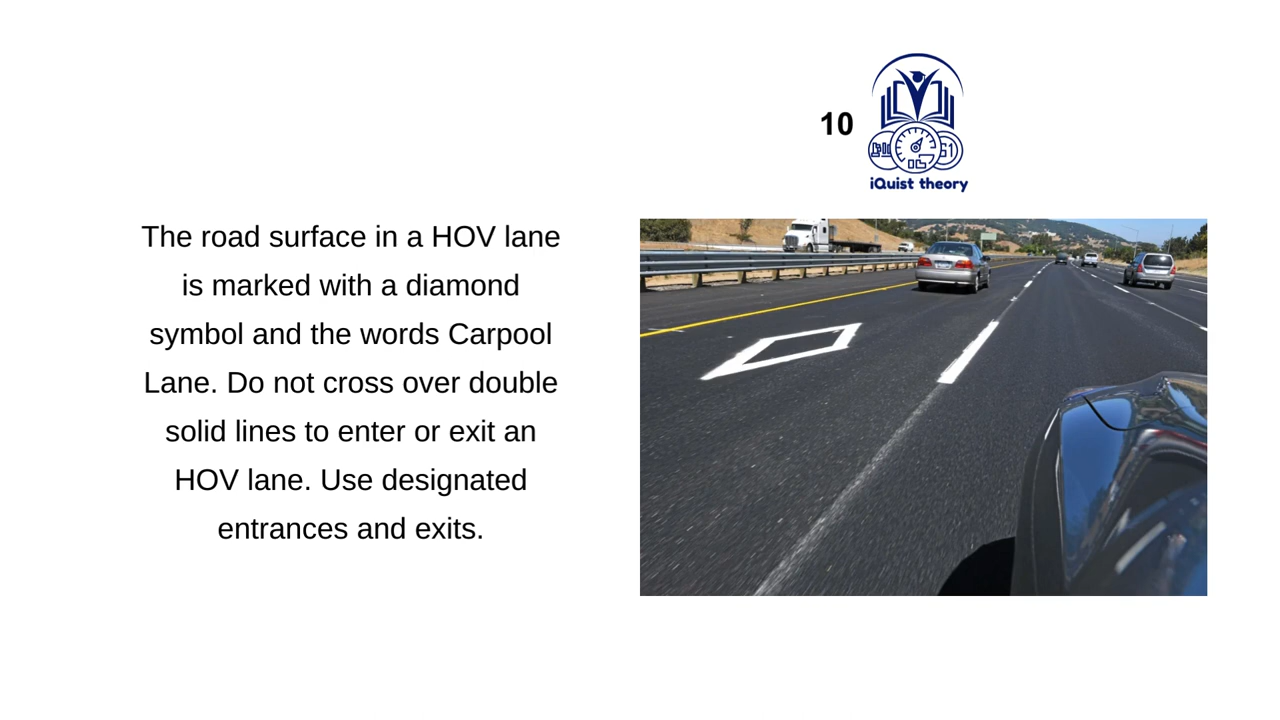 10
iQuist theory
The road surface in a HOV lane
is marked with a diamond
symbol and the words Carpool
Lane. Do not cross over double
solid lines to enter or exit an
HOV lane. Use designated
entrances and exits.